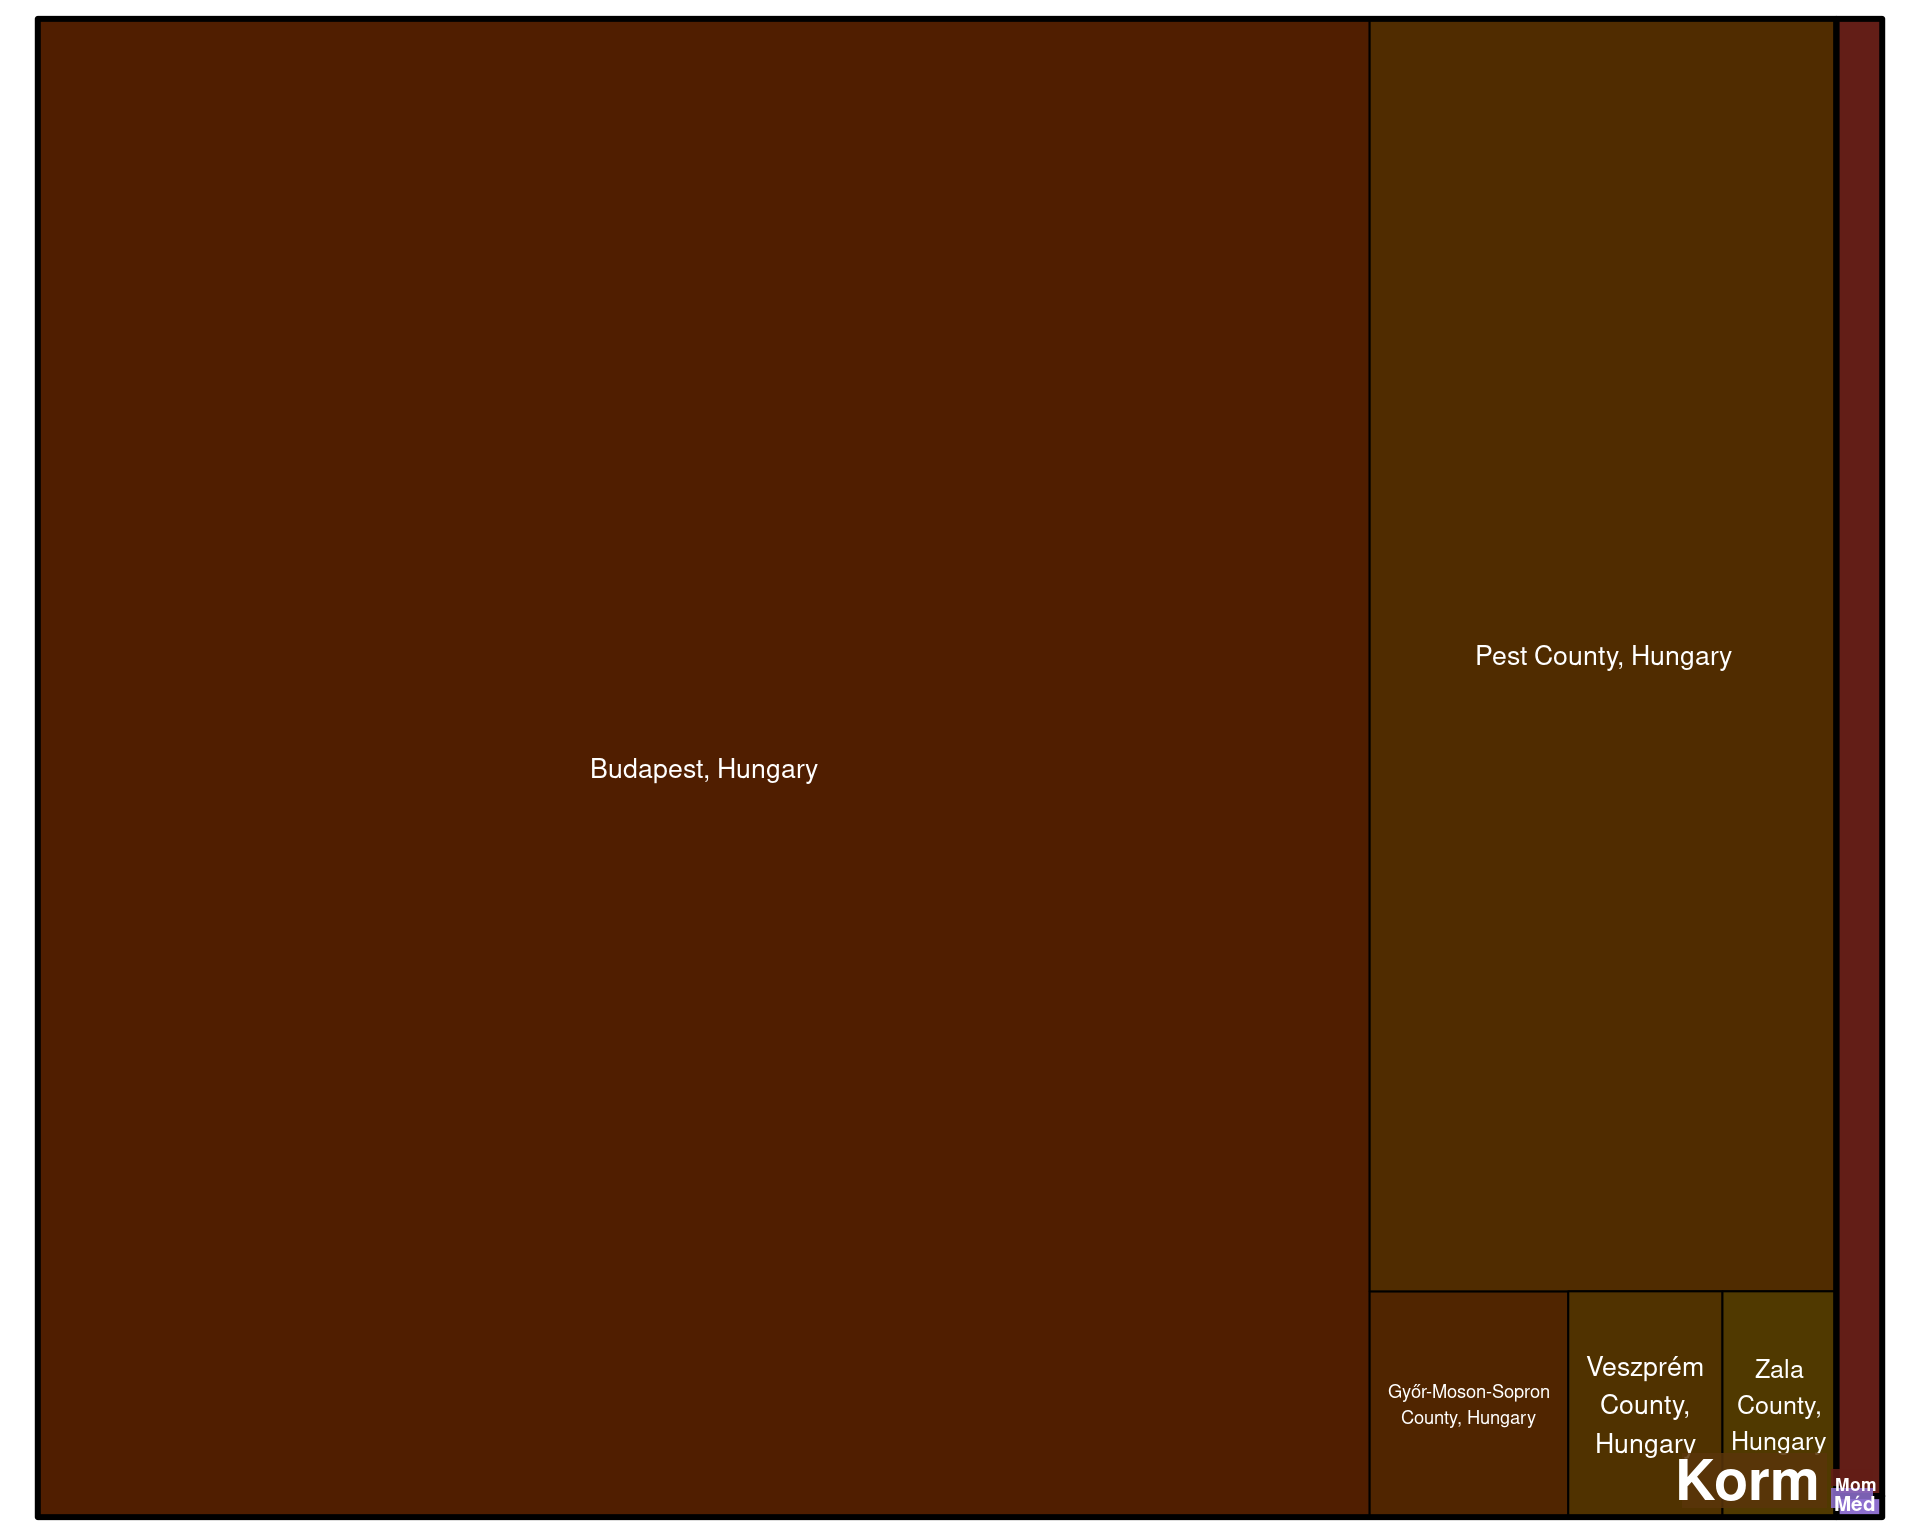 Budapest, Hungary
Pest County, Hungary
Győr-Moson-Sopron
County, Hungary
Veszprém
County,
Hungary
Zala
County,
Hungary
Korm
Mom
Méd